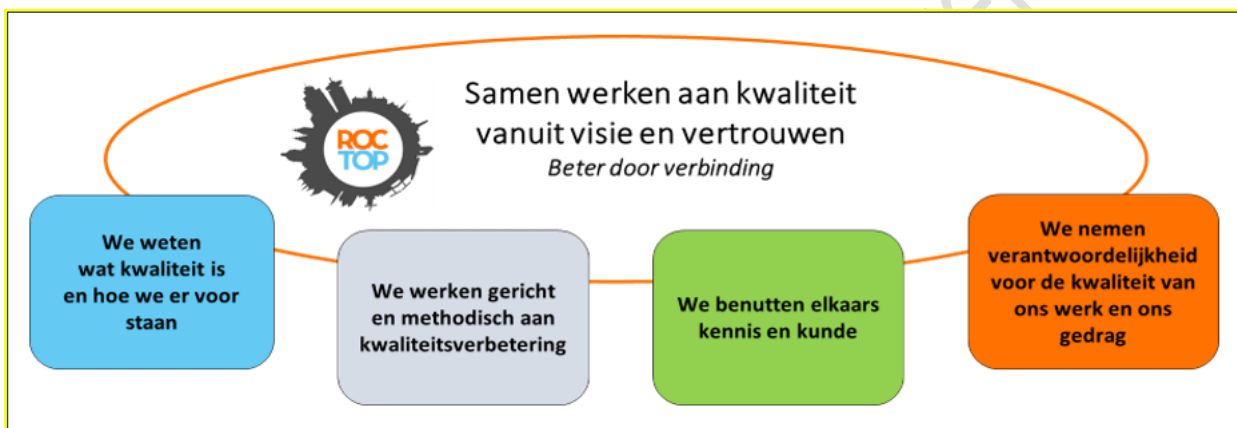 Samen werken aan kwaliteit
vanuit visie en vertrouwen
Beter door verbinding
ROC
TOP
We weten
wat kwaliteit is
en hoe we er voor
staan
We werken gericht
en methodisch aan
kwaliteitsverbetering
We benutten elkaars
kennis en kunde
We nemen
verantwoordelijkheid
voor de kwaliteit van
ons werk en ons
gedrag